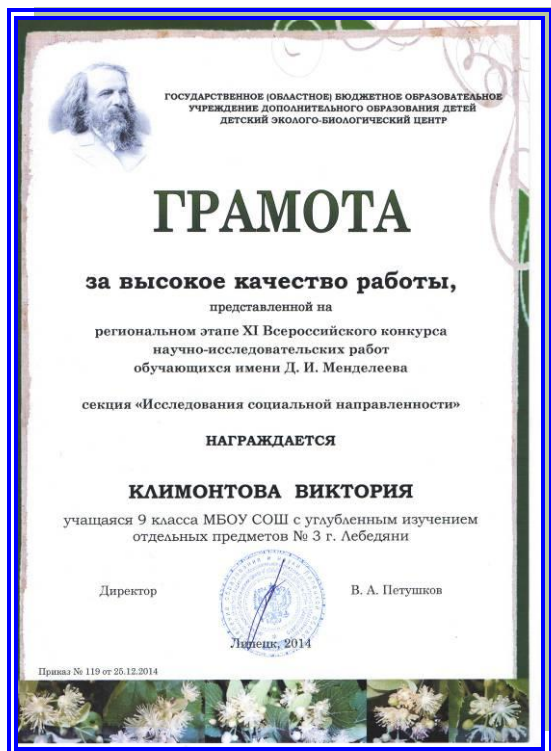 ГОСУДАРСТВЕННОЕ (ОБЛАСТНОЕ) БЮДЖЕТНОЕ ОБРАЗОВАТЕЛЬНОЕ
УЧРЕЖДЕНИЕ ДОПОЛНИТЕЛЬНОГО ОБРАЗОВАНИЯ ДЕТЕЙ
ДЕТСКИЙ ЭКОЛОГО-БИОЛОГИЧЕСКИЙ ЦЕНТР
ГРАМОТА
за высокое качество работы,
представленной на
региональном этапе XI Всероссийского конкурса
научно-исследовательских работ
обучающихся имени Д. И. Менделеева
секция «Исследования социальной направленности»
НАГРАЖДАЕТСЯ
КЛИМОНТОВА ВИКТОРИЯ
учащаяся 9 класса МБОУ СОШ с углубленным изучением
отдельных предметов № 3 г. Лебедяни
Директор В. А. Петушков
Липецк, 2014
Приказ № 119 от 25.12.2014